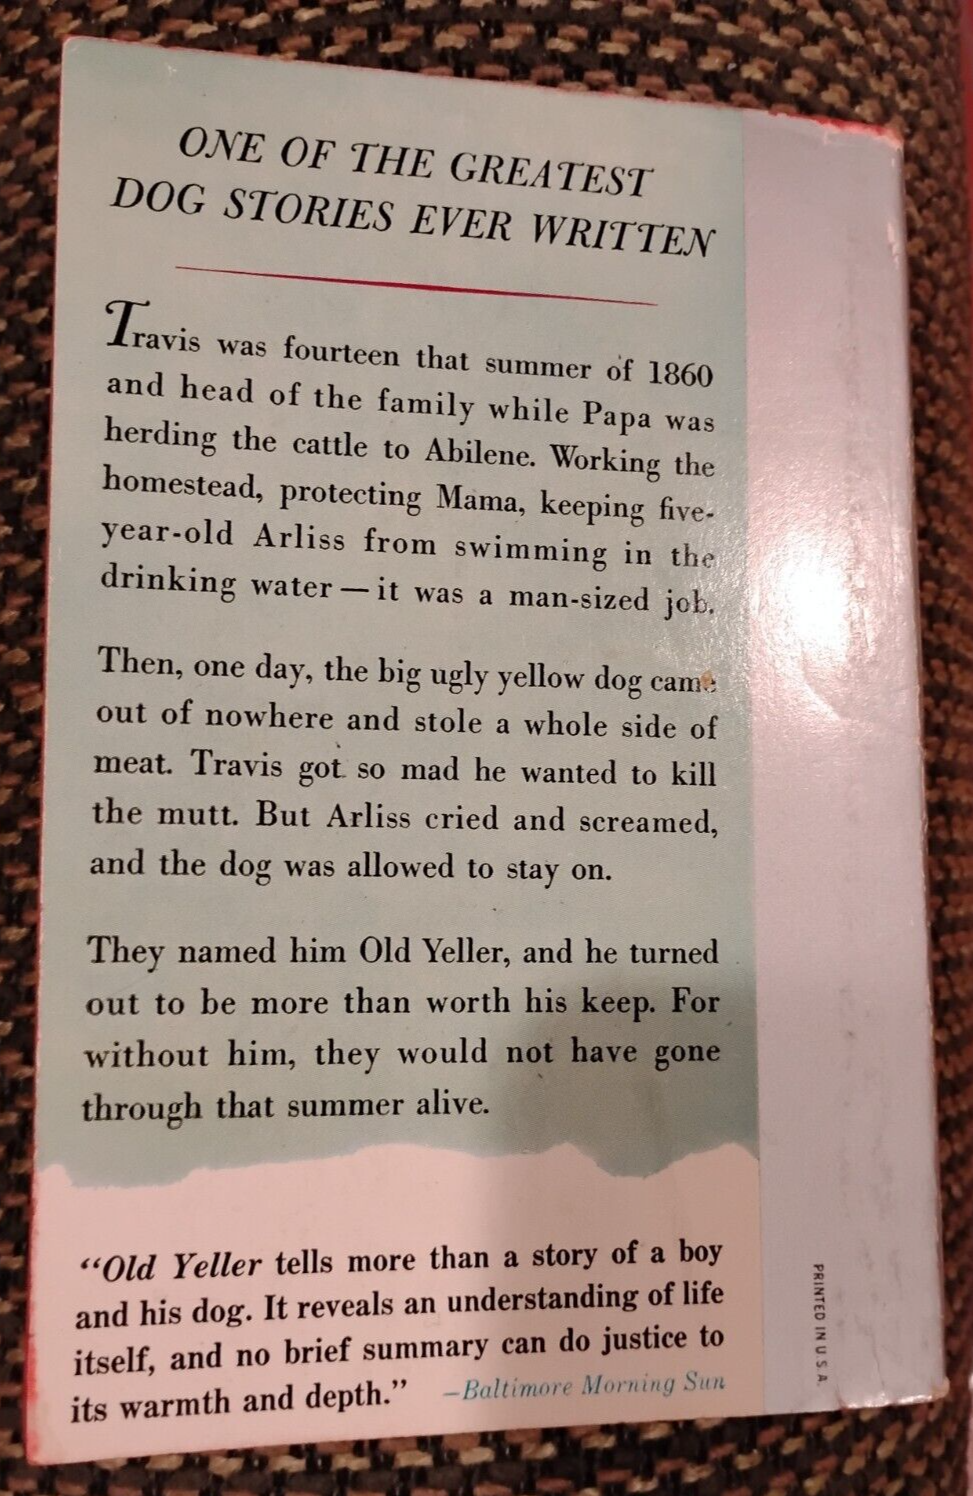 ONE OF THE GREATEST
DOG STORIES EVER WRITTEN
Travis was fourteen that summer of 1860
and head of the family while Papa was
herding the cattle to Abilene. Working the
homestead, protecting Mama, keeping five-
year-old Arliss from swimming in the
drinking water — it was a man-sized job.
Then, one day, the big ugly yellow dog came
out of nowhere and stole a whole side of
meat. Travis got so mad he wanted to kill
the mutt. But Arliss cried and screamed,
and the dog was allowed to stay on.
They named him Old Yeller, and he turned
out to be more than worth his keep. For
without him, they would not have gone
through that summer alive.
“Old Yeller tells more than a story of a boy
and his dog. It reveals an understanding of life
itself, and no brief summary can do justice to
its warmth and depth.” —Baltimore Morning Sun
PRINTED IN U S A.